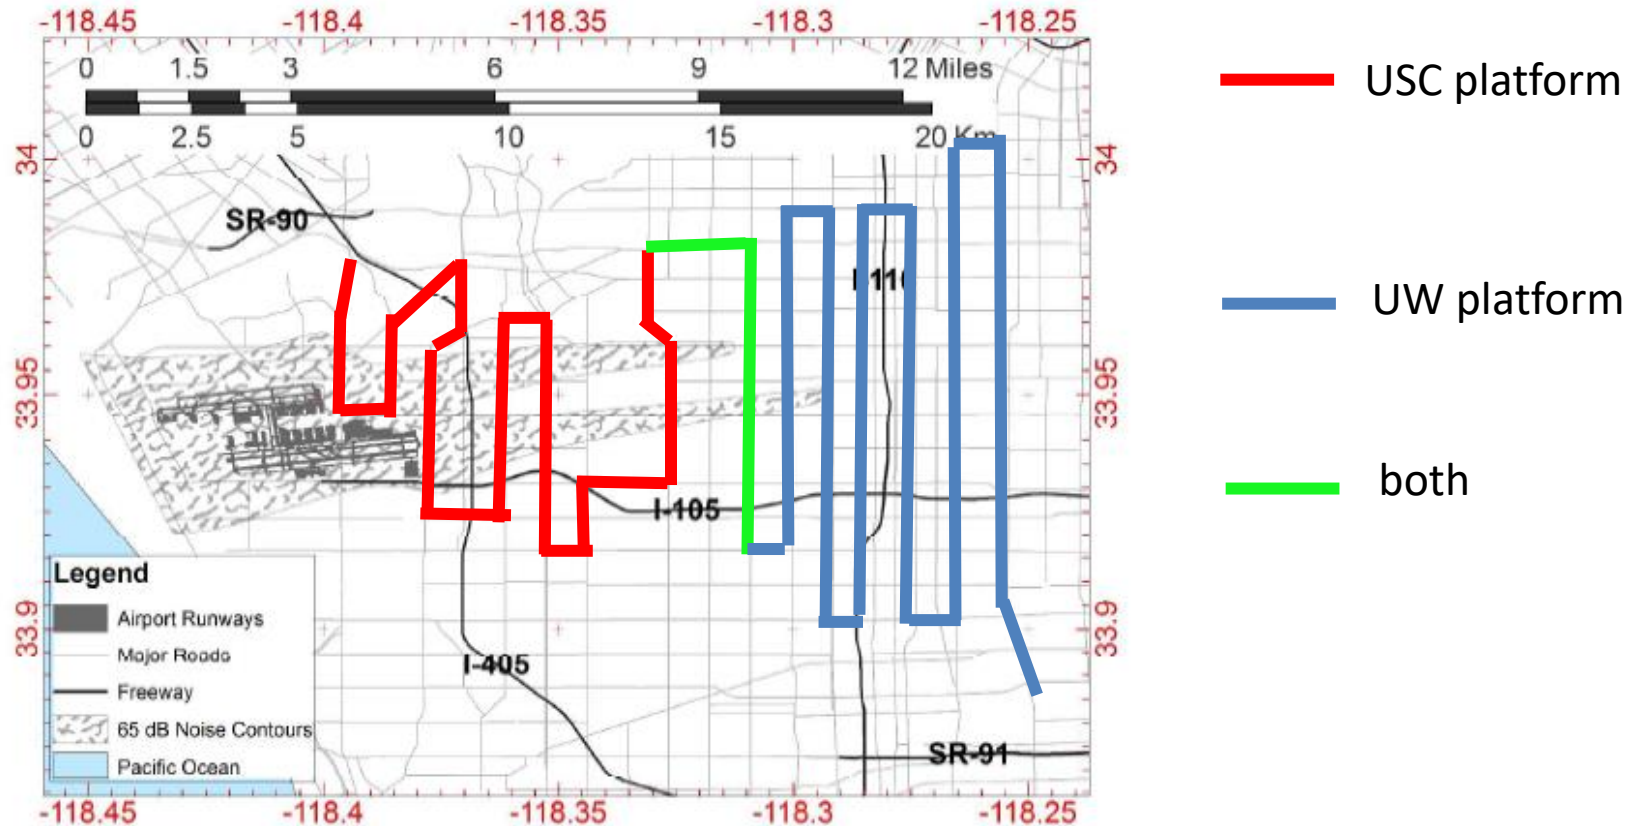 -118.45 -118.4 -118.35 -118.3 -118.25
0 1.5 3 6 9 12 Miles
0 2.5 5 10 15 20 Km
34 34
33.95 33.95
33.9 33.9
SR-90
I-110
I-105
I-405
SR-91
Legend
Airport Runways
Major Roads
Freeway
65 dB Noise Contours
Pacific Ocean
-118.45 -118.4 -118.35 -118.3 -118.25
USC platform
UW platform
both